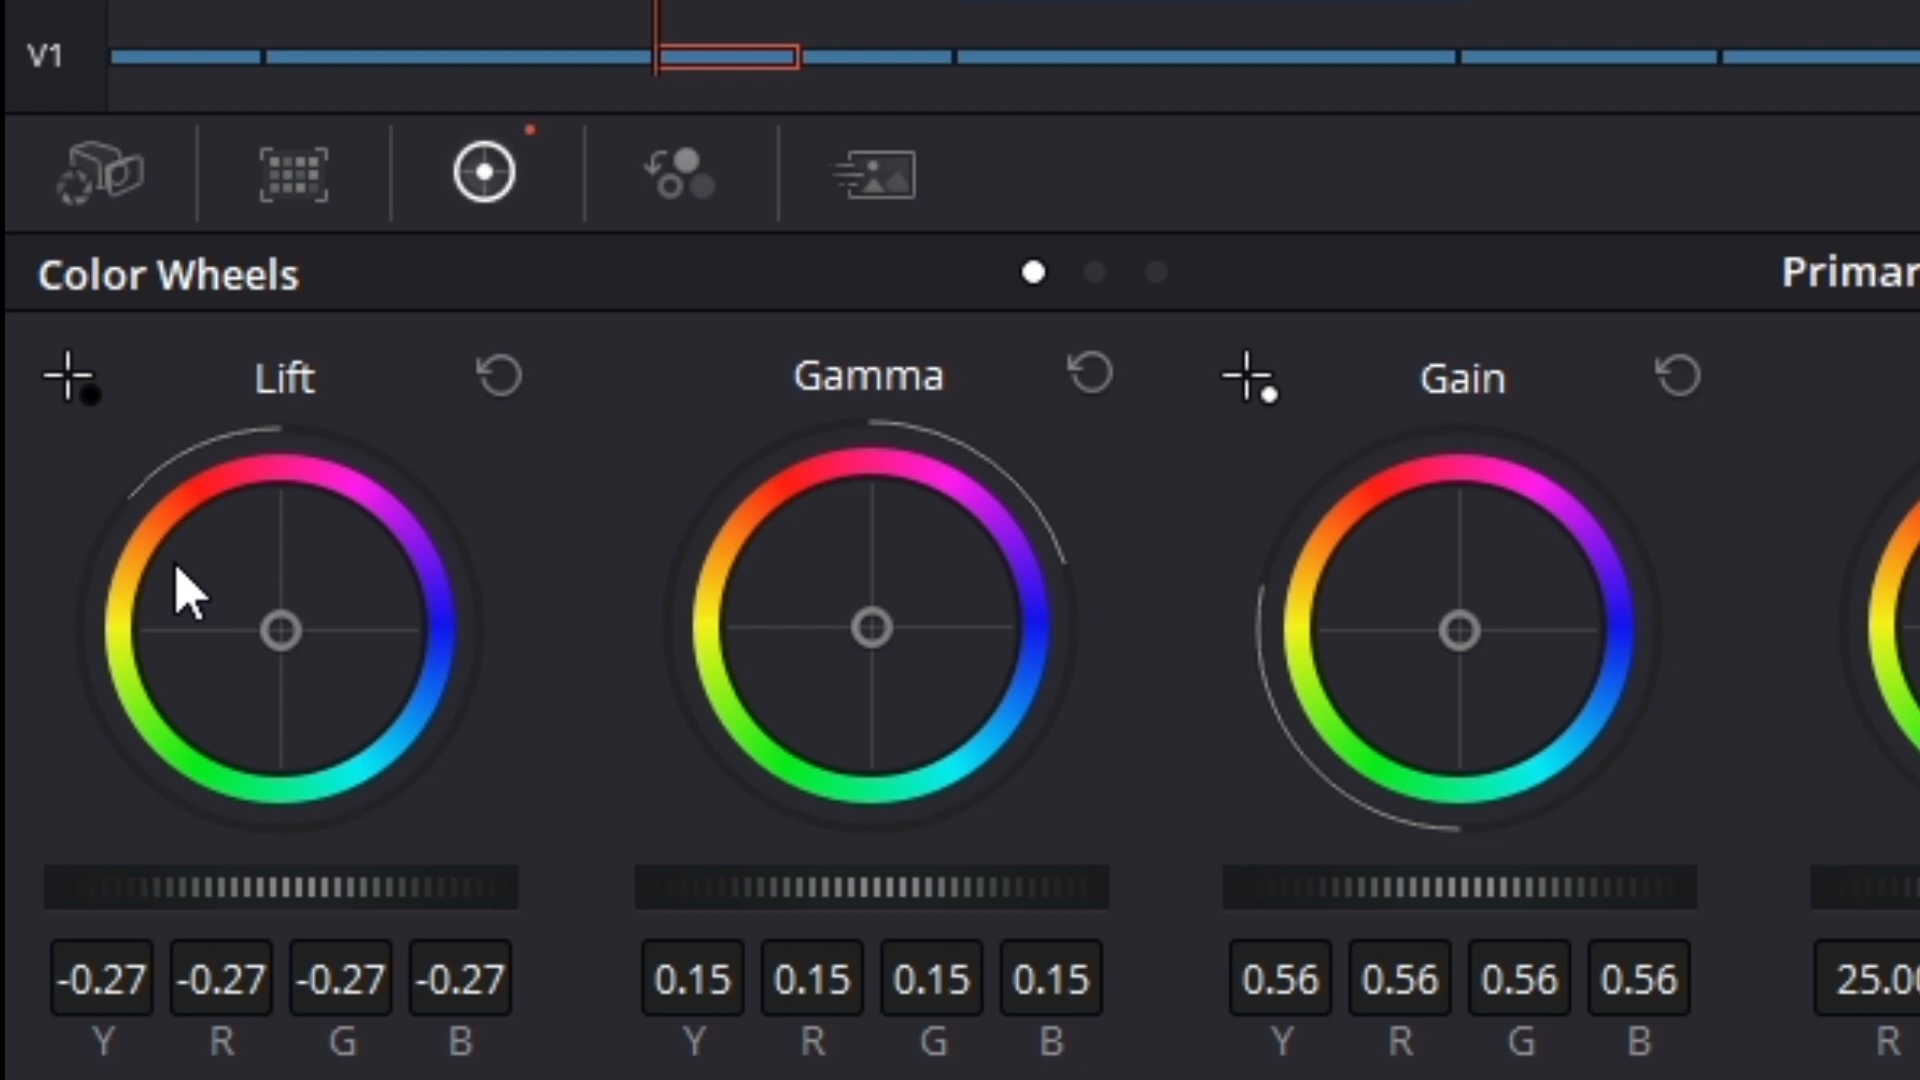 V1
Color Wheels Primar
Lift Gamma Gain
-0.27 -0.27 -0.27 -0.27 0.15 0.15 0.15 0.15 0.56 0.56 0.56 0.56 25.00
Y R G B Y R G B Y R G B R